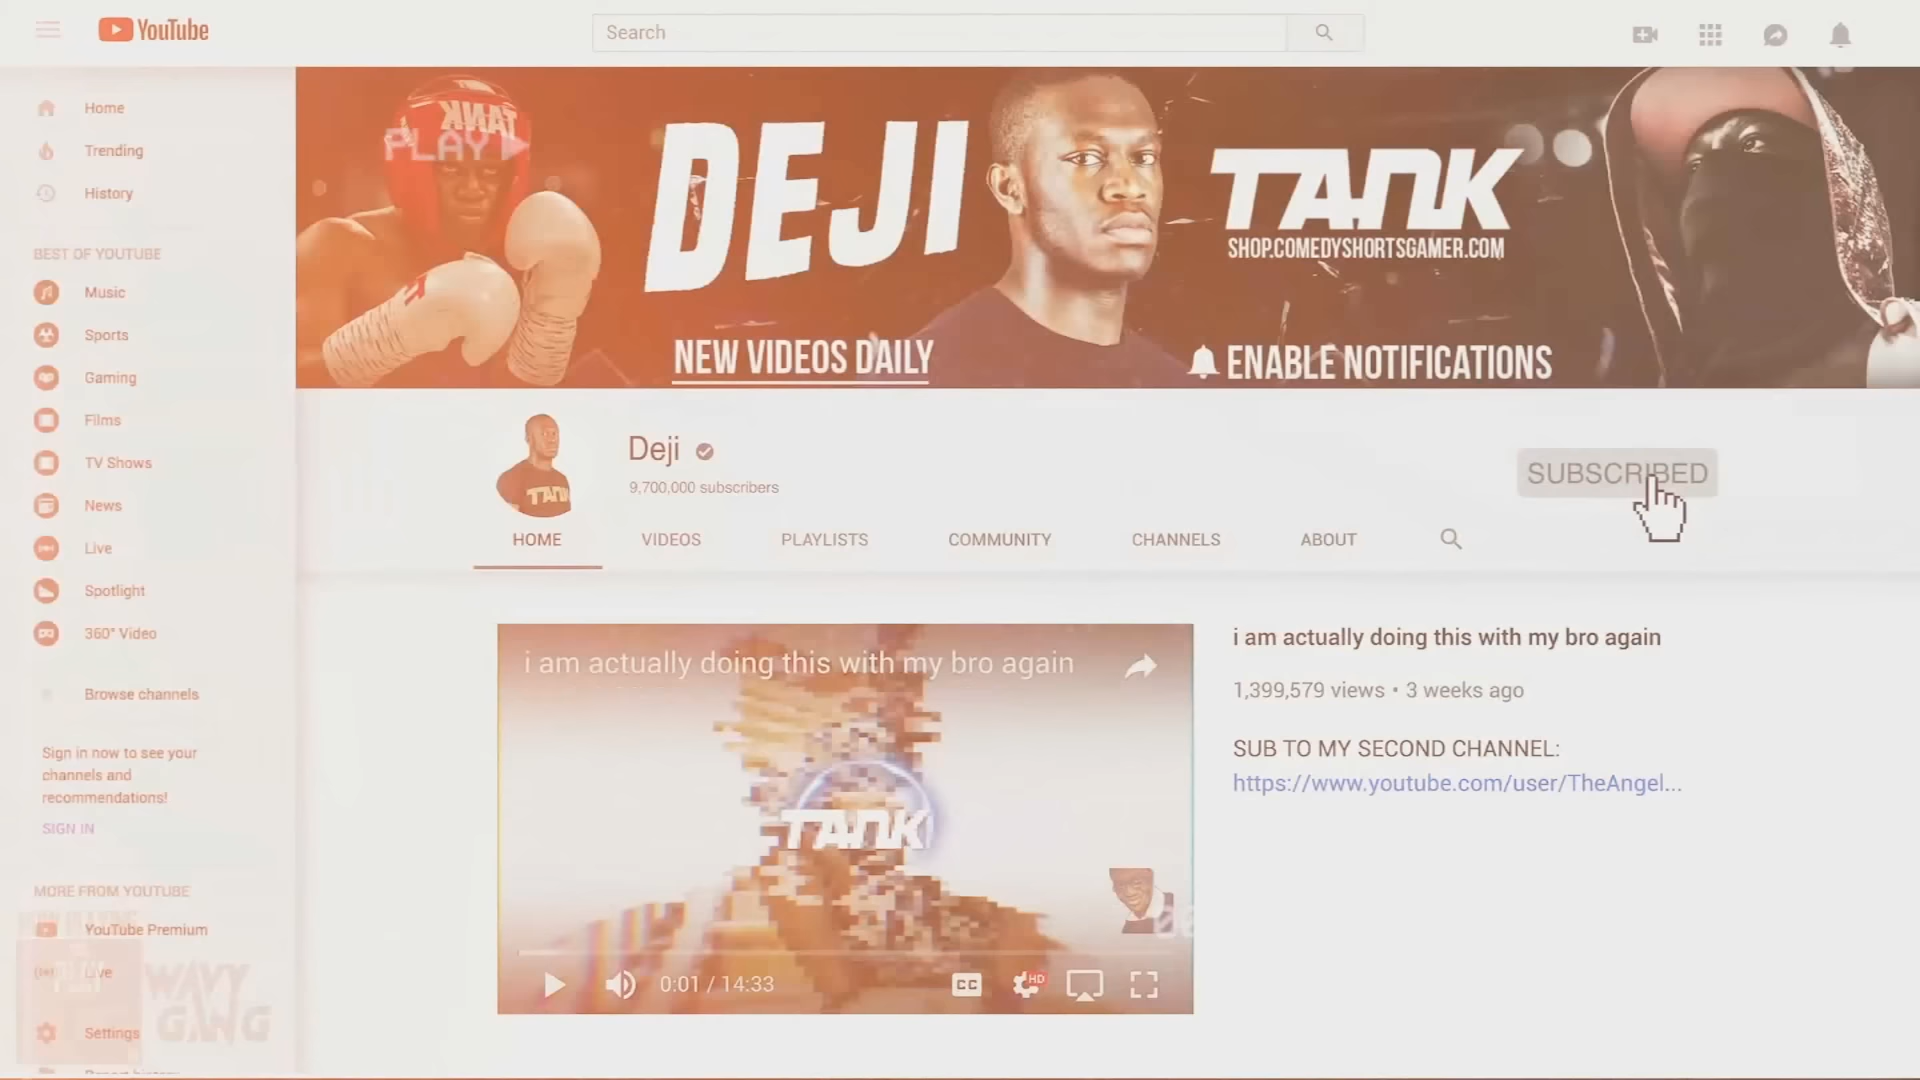 YouTube
Search
Home
Trending
History
BEST OF YOUTUBE
Music
Sports
Gaming
Films
TV Shows
News
Live
Spotlight
360° Video
Browse channels
Sign in now to see your
channels and
recommendations!
SIGN IN
MORE FROM YOUTUBE
YouTube Premium
Live
Settings
WAVY
GANG
TANK
PLAY
DEJI
NEW VIDEOS DAILY
TANK
SHOP.COMEDYSHORTSGAMER.COM
ENABLE NOTIFICATIONS
TANK
Deji
9,700,000 subscribers
SUBSCRIBED
HOME
VIDEOS
PLAYLISTS
COMMUNITY
CHANNELS
ABOUT
i am actually doing this with my bro again
TANK
0:01 / 14:33
CC
HD
i am actually doing this with my bro again
1,399,579 views • 3 weeks ago
SUB TO MY SECOND CHANNEL:
https://www.youtube.com/user/TheAngel...